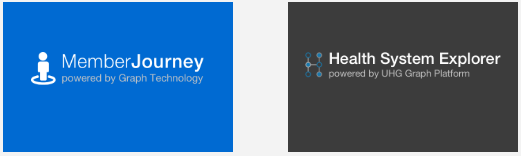 MemberJourney
powered by Graph Technology
Health System Explorer
powered by UHG Graph Platform